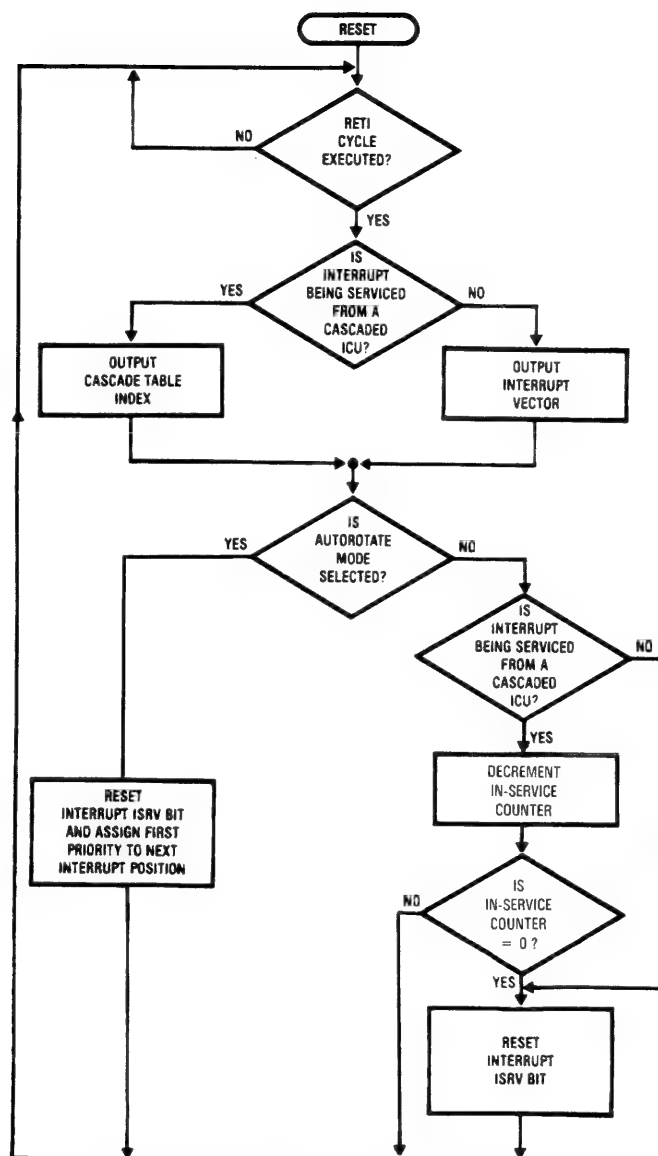 RESET
NO
RETI
CYCLE
EXECUTED?
YES
YES
IS
INTERRUPT
BEING SERVICED
FROM A
CASCADED
ICU?
NO
OUTPUT
CASCADE TABLE
INDEX
OUTPUT
INTERRUPT
VECTOR
YES
IS
AUTOROTATE
MODE
SELECTED?
NO
IS
INTERRUPT
BEING SERVICED
FROM A
CASCADED
ICU?
NO
YES
DECREMENT
IN-SERVICE
COUNTER
RESET
INTERRUPT ISRV BIT
AND ASSIGN FIRST
PRIORITY TO NEXT
INTERRUPT POSITION
NO
IS
IN-SERVICE
COUNTER
= 0 ?
YES
RESET
INTERRUPT
ISRV BIT